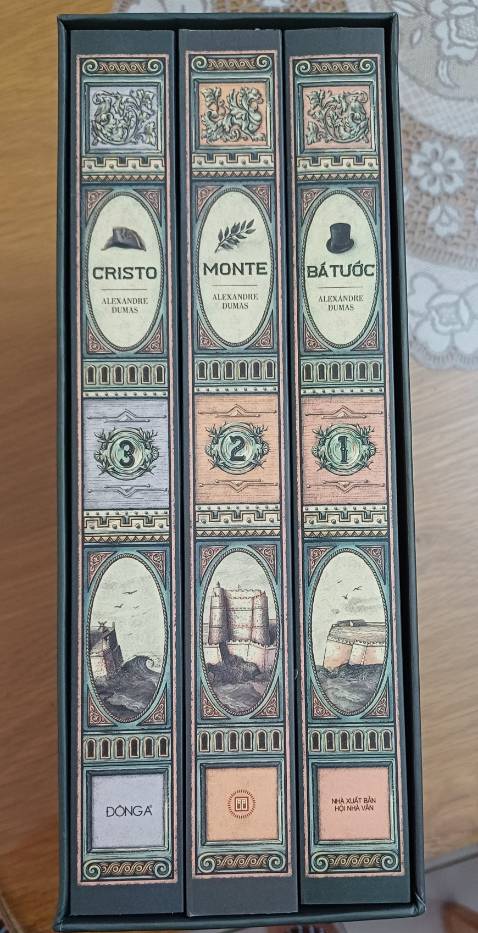 CRISTO
ALEXANDRE
DUMAS
3
ĐÔNG A
MONTE
ALEXANDRE
DUMAS
2
BÁ TƯỚC
ALEXANDRE
DUMAS
1
NHÀ XUẤT BẢN
HỘI NHÀ VĂN